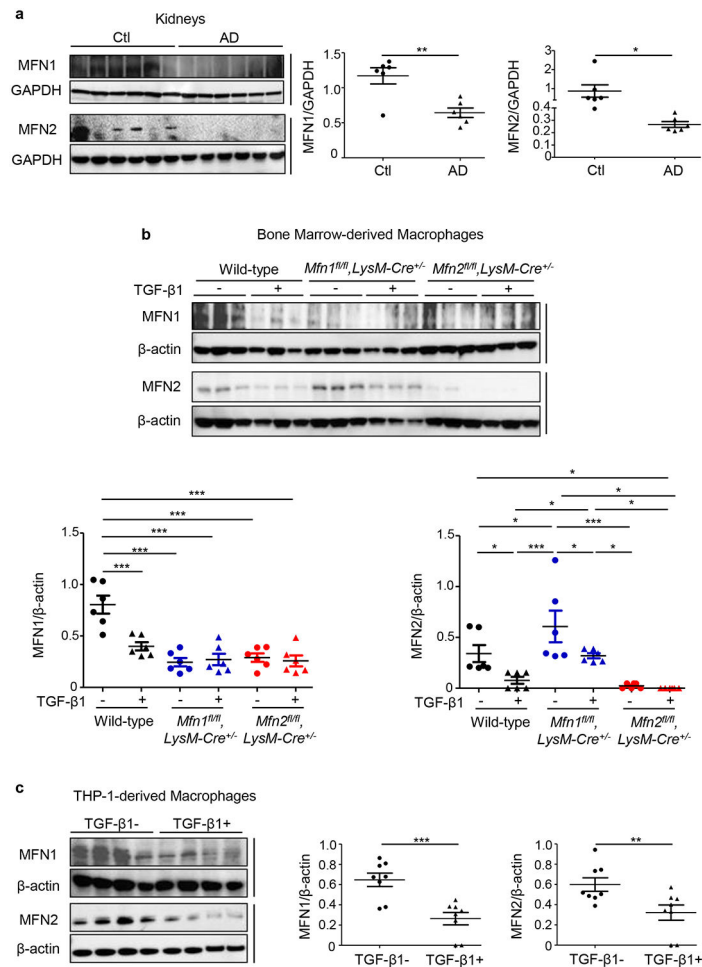 a
Kidneys
Ctl AD
MFN1
GAPDH
MFN2
GAPDH
MFN1/GAPDH
1.5
1.0
0.5
0
**
Ctl AD
MFN2/GAPDH
3
2
1
0.4
0.3
0.2
0.1
0
*
Ctl AD
b
Bone Marrow-derived Macrophages
Wild-type Mfn1fl/fl,LysM-Cre+/- Mfn2fl/fl,LysM-Cre+/-
TGF-β1 - + - + - +
MFN1
β-actin
MFN2
β-actin
MFN1/β-actin
1.5
1.0
0.5
0
***
***
***
***
***
TGF-β1 - + - + - +
Wild-type Mfn1fl/fl, Mfn2fl/fl,
LysM-Cre+/- LysM-Cre+/-
MFN2/β-actin
1.5
1.0
0.5
0
*
*
* *
* ***
* *** * *
TGF-β1 - + - + - +
Wild-type Mfn1fl/fl, Mfn2fl/fl,
LysM-Cre+/- LysM-Cre+/-
c
THP-1-derived Macrophages
TGF-β1- TGF-β1+
MFN1
β-actin
MFN2
β-actin
MFN1/β-actin
1.0
0.8
0.6
0.4
0.2
0
***
TGF-β1- TGF-β1+
MFN2/β-actin
1.0
0.8
0.6
0.4
0.2
0
**
TGF-β1- TGF-β1+